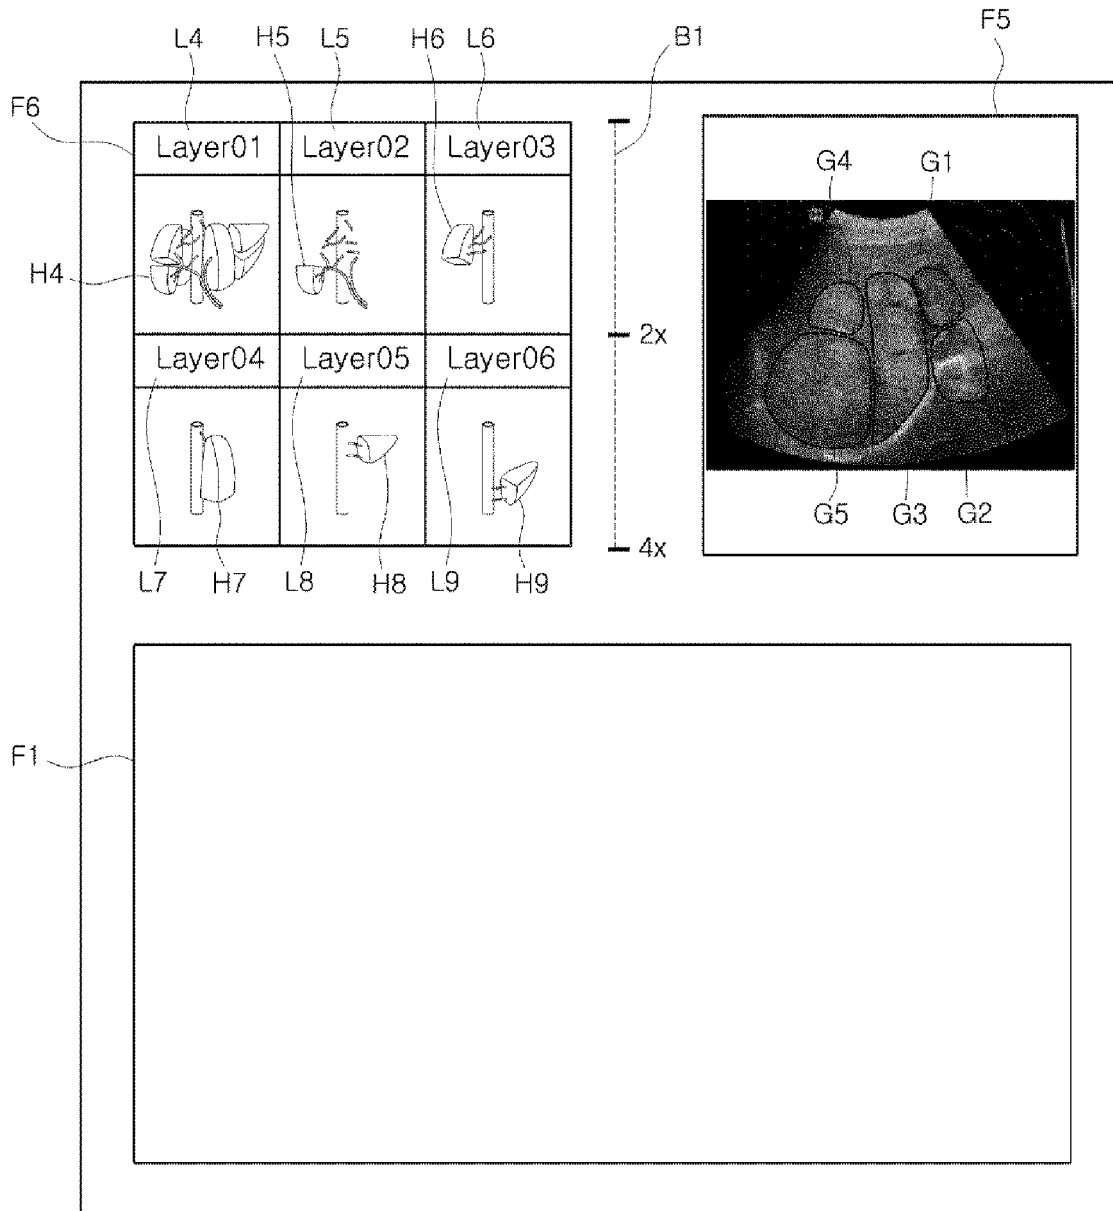 L4 H5 L5 L6 H6 B1 F5
F6
Layer01 Layer02 Layer03
G4 G1
H4
2x
Layer04 Layer05 Layer06
G5 G3 G2
4x
L7 H7 L8 H8 L9 H9
F1